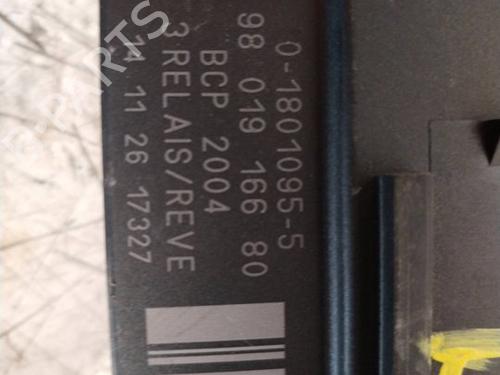 0-1801095-5
98 019 166 80
BCP 2004
3 RELAIS/REVE
11 26 17327